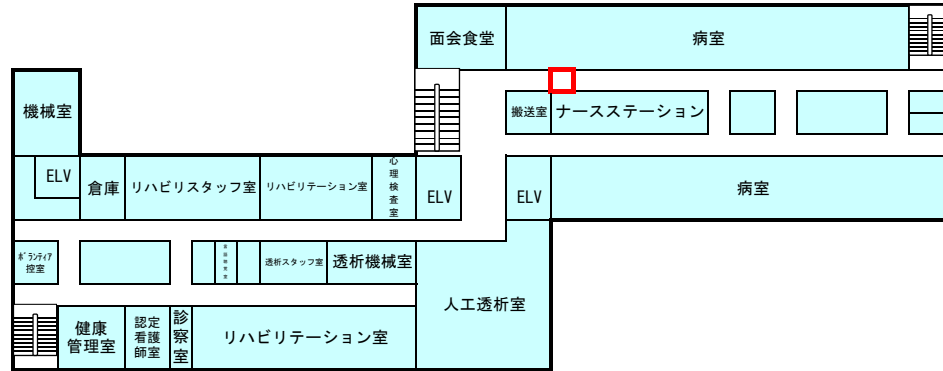 面会食堂
病室
機械室
搬送室
ナースステーション
ELV
倉庫
リハビリスタッフ室
リハビリテーション室
心理検査室
ELV
ELV
病室
ボランティア
控室
透析スタッフ室
透析機械室
人工透析室
健康
管理室
認定
看護
師室
診察室
リハビリテーション室